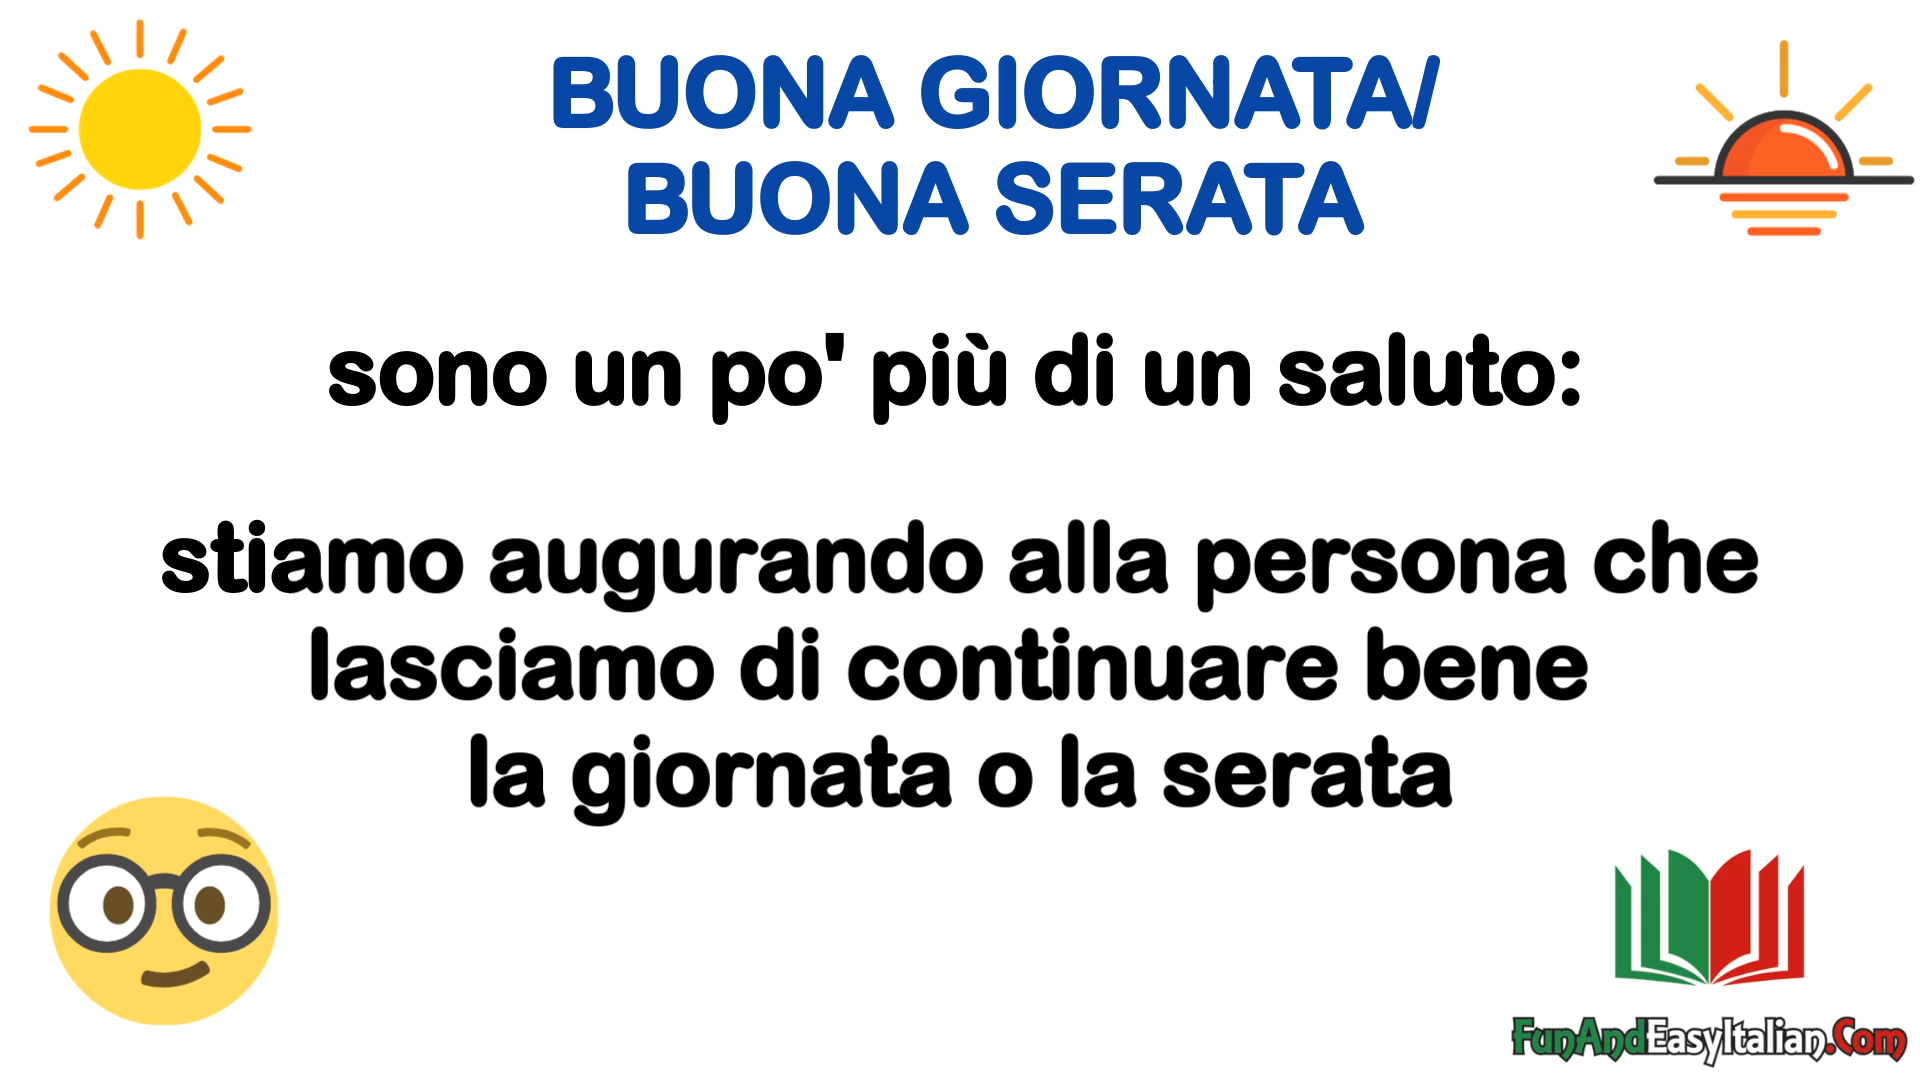 BUONA GIORNATA/
BUONA SERATA
sono un po' più di un saluto:
stiamo augurando alla persona che
lasciamo di continuare bene
la giornata o la serata
FunAndEasyItalian.Com